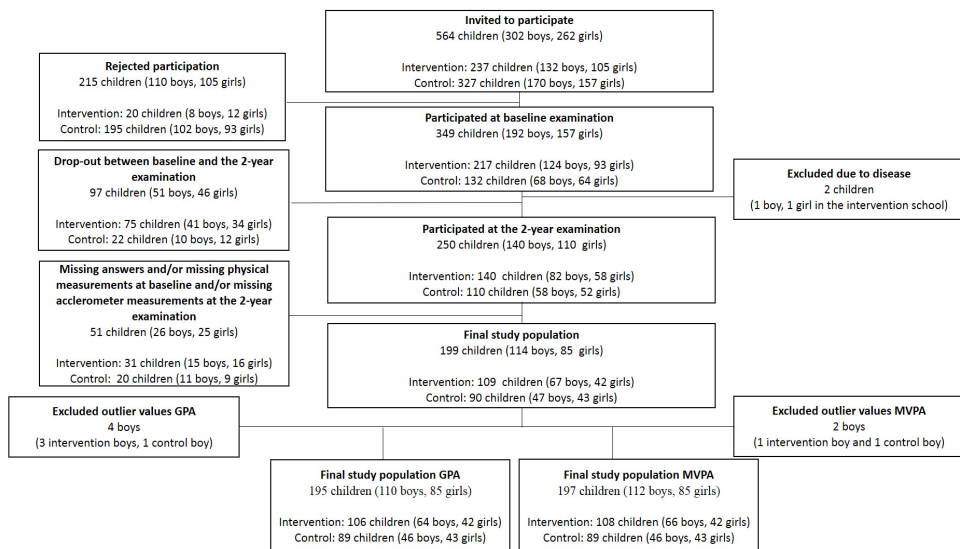 Invited to participate
564 children (302 boys, 262 girls)
Intervention: 237 children (132 boys, 105 girls)
Control: 327 children (170 boys, 157 girls)
Rejected participation
215 children (110 boys, 105 girls)
Intervention: 20 children (8 boys, 12 girls)
Control: 195 children (102 boys, 93 girls)
Participated at baseline examination
349 children (192 boys, 157 girls)
Intervention: 217 children (124 boys, 93 girls)
Control: 132 children (68 boys, 64 girls)
Drop-out between baseline and the 2-year
examination
97 children (51 boys, 46 girls)
Intervention: 75 children (41 boys, 34 girls)
Control: 22 children (10 boys, 12 girls)
Excluded due to disease
2 children
(1 boy, 1 girl in the intervention school)
Participated at the 2-year examination
250 children (140 boys, 110 girls)
Intervention: 140 children (82 boys, 58 girls)
Control: 110 children (58 boys, 52 girls)
Missing answers and/or missing physical
measurements at baseline and/or missing
acclerometer measurements at the 2-year
examination
51 children (26 boys, 25 girls)
Intervention: 31 children (15 boys, 16 girls)
Control: 20 children (11 boys, 9 girls)
Final study population
199 children (114 boys, 85 girls)
Intervention: 109 children (67 boys, 42 girls)
Control: 90 children (47 boys, 43 girls)
Excluded outlier values GPA
4 boys
(3 intervention boys, 1 control boy)
Excluded outlier values MVPA
2 boys
(1 intervention boy and 1 control boy)
Final study population GPA
195 children (110 boys, 85 girls)
Intervention: 106 children (64 boys, 42 girls)
Control: 89 children (46 boys, 43 girls)
Final study population MVPA
197 children (112 boys, 85 girls)
Intervention: 108 children (66 boys, 42 girls)
Control: 89 children (46 boys, 43 girls)